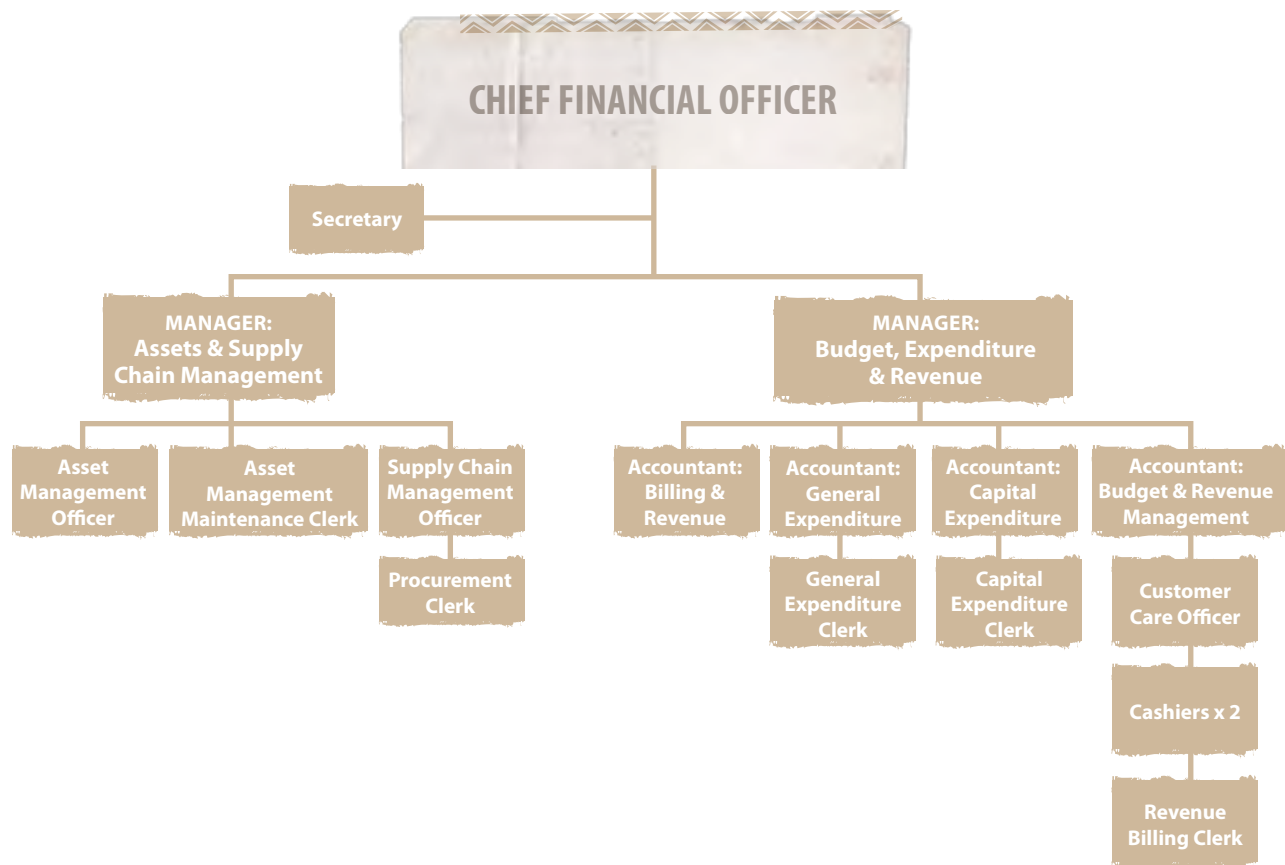 CHIEF FINANCIAL OFFICER
Secretary
MANAGER:
Assets & Supply
Chain Management
MANAGER:
Budget, Expenditure
& Revenue
Asset
Management
Officer
Asset
Management
Maintenance Clerk
Supply Chain
Management
Officer
Accountant:
Billing &
Revenue
Accountant:
General
Expenditure
Accountant:
Capital
Expenditure
Accountant:
Budget & Revenue
Management
Procurement
Clerk
General
Expenditure
Clerk
Capital
Expenditure
Clerk
Customer
Care Officer
Cashiers x 2
Revenue
Billing Clerk